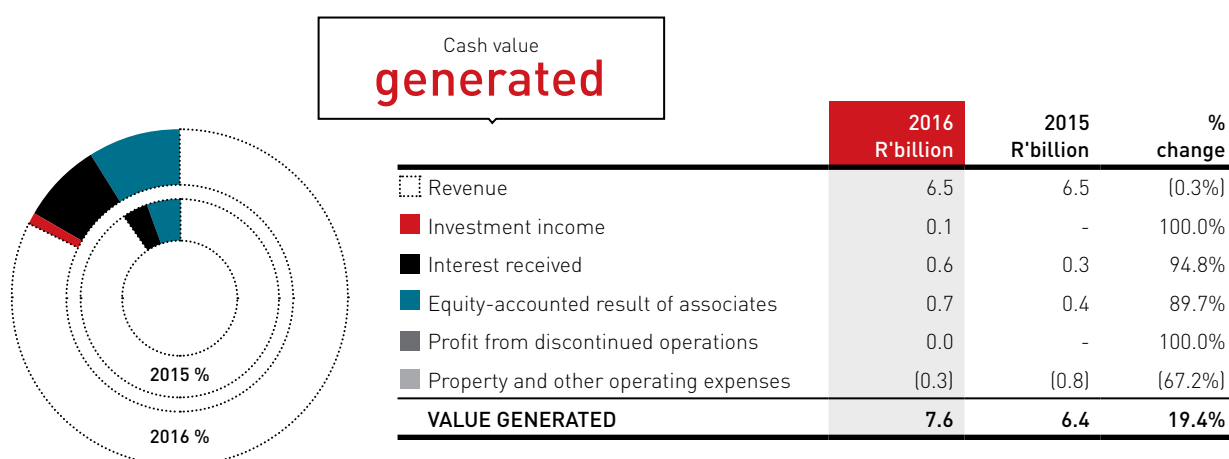 Cash value
generated
2016 2015 %
R'billion R'billion change
Revenue 6.5 6.5 (0.3%)
Investment income 0.1 - 100.0%
Interest received 0.6 0.3 94.8%
Equity-accounted result of associates 0.7 0.4 89.7%
Profit from discontinued operations 0.0 - 100.0%
Property and other operating expenses (0.3) (0.8) (67.2%)
VALUE GENERATED 7.6 6.4 19.4%
2015 %
2016 %